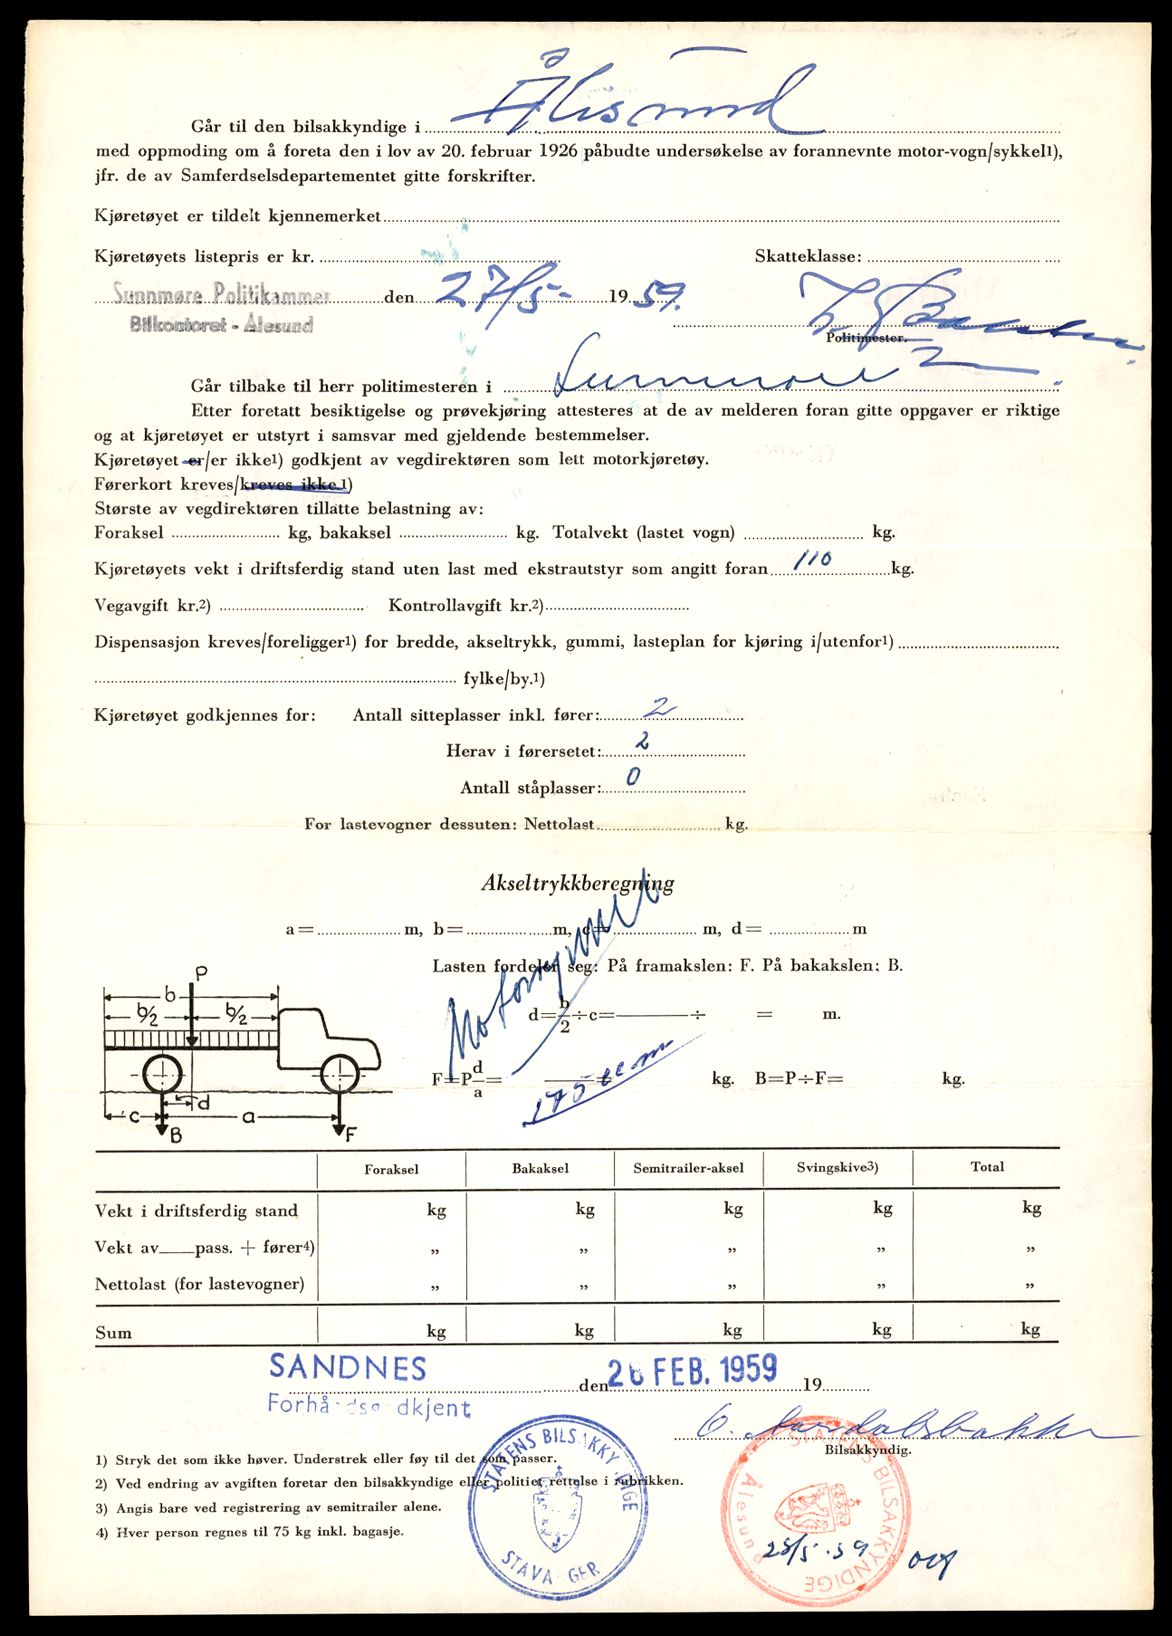 Går til den bilsakkyndige i Ålesund
med oppmoding om å foreta den i lov av 20. februar 1926 påbudte undersøkelse av forannevnte motor-vogn/sykkel1),
jfr. de av Samferdselsdepartementet gitte forskrifter.
Kjøretøyet er tildelt kjennemerket
Kjøretøyets listepris er kr. Skatteklasse:
Sunnmøre Politikammer den 27/5- 19 59.
Bilkontoret - Ålesund
Politimester.
Går tilbake til herr politimesteren i Sunnmøre
Etter foretatt besiktigelse og prøvekjøring attesteres at de av melderen foran gitte oppgaver er riktige
og at kjøretøyet er utstyrt i samsvar med gjeldende bestemmelser.
Kjøretøyet er/er ikke1) godkjent av vegdirektøren som lett motorkjøretøy.
Førerkort kreves/kreves ikke.1)
Største av vegdirektøren tillatte belastning av:
Foraksel kg, bakaksel kg. Totalvekt (lastet vogn) kg.
Kjøretøyets vekt i driftsferdig stand uten last med ekstrautstyr som angitt foran 110 kg.
Vegavgift kr.2) Kontrollavgift kr.2)
Dispensasjon kreves/foreligger1) for bredde, akseltrykk, gummi, lasteplan for kjøring i/utenfor1)
fylke/by.1)
Kjøretøyet godkjennes for: Antall sitteplasser inkl. fører: 2
Herav i førersetet: 2
Antall ståplasser: 0
For lastevogner dessuten: Nettolast kg.
Akseltrykkberegning
a = m, b = m, c = m, d = m
Lasten fordeler seg: På framakslen: F. På bakakslen: B.
d = b/2 ÷ c = ÷ = m.
F = P d/a = = kg. B = P ÷ F = kg.
175 ccm
P
b
b/2 b/2
c d a
B F
Foraksel Bakaksel Semitrailer-aksel Svingskive3) Total
Vekt i driftsferdig stand kg kg kg kg kg
Vekt av pass. + fører4) „ „ „ „ „
Nettolast (for lastevogner) „ „ „ „ „
Sum kg kg kg kg kg
SANDNES den 26 FEB. 1959 19
Forhåndsgodkjent
Bilsakkyndig.
1) Stryk det som ikke høver. Understrek eller føy til det som passer.
2) Ved endring av avgiften foretar den bilsakkyndige eller politiet rettelse i rubrikken.
3) Angis bare ved registrering av semitrailer alene.
4) Hver person regnes til 75 kg inkl. bagasje.
STATENS BILSAKKYNDIGE
STAVANGER
STATENS BILSAKKYNDIGE
Ålesund
28/5.59